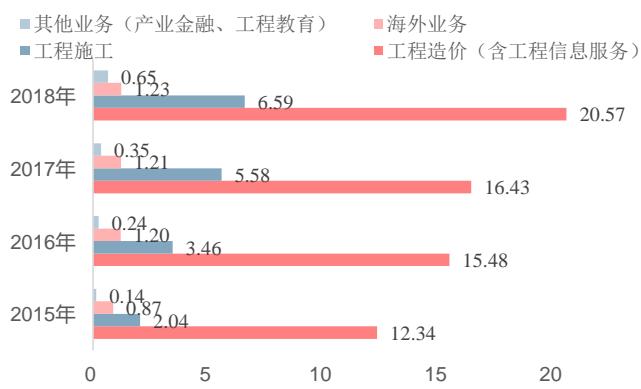 其他业务（产业金融、工程教育） 海外业务
工程施工 工程造价（含工程信息服务）
2018年 0.65
1.23
6.59
20.57
2017年 0.35
1.21
5.58
16.43
2016年 0.24
1.20
3.46
15.48
2015年 0.14
0.87
2.04
12.34
0 5 10 15 20